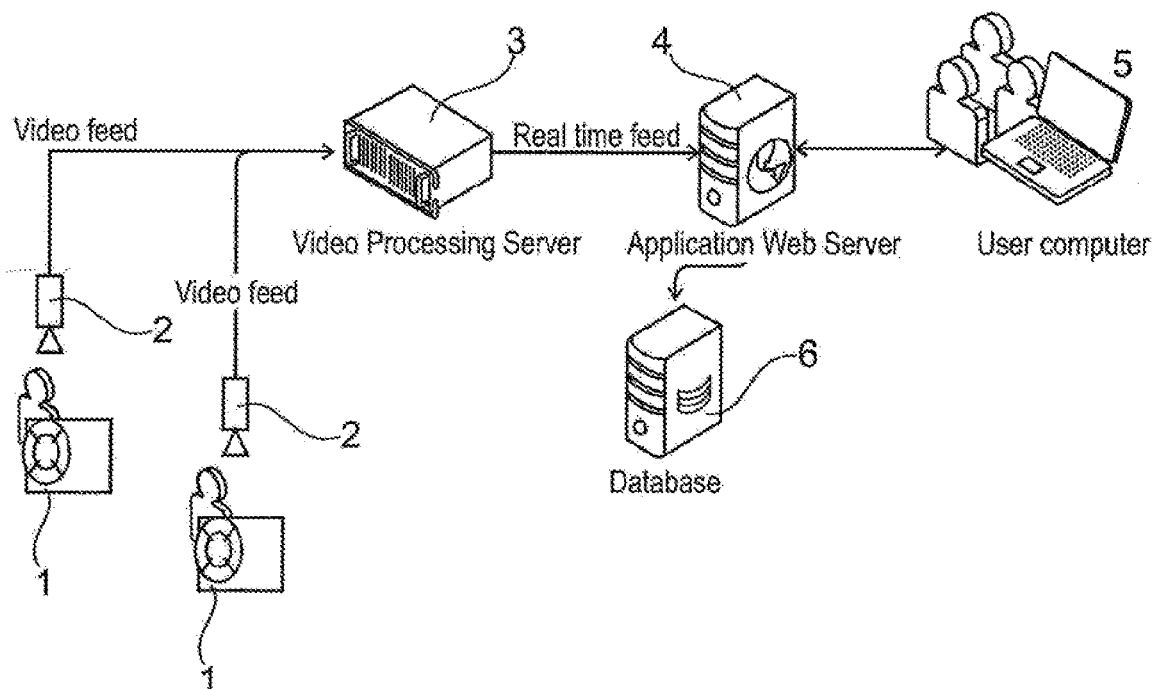 3
4
5
Video feed
Real time feed
Video Processing Server
Application Web Server
User computer
2
Video feed
2
6
Database
1
1